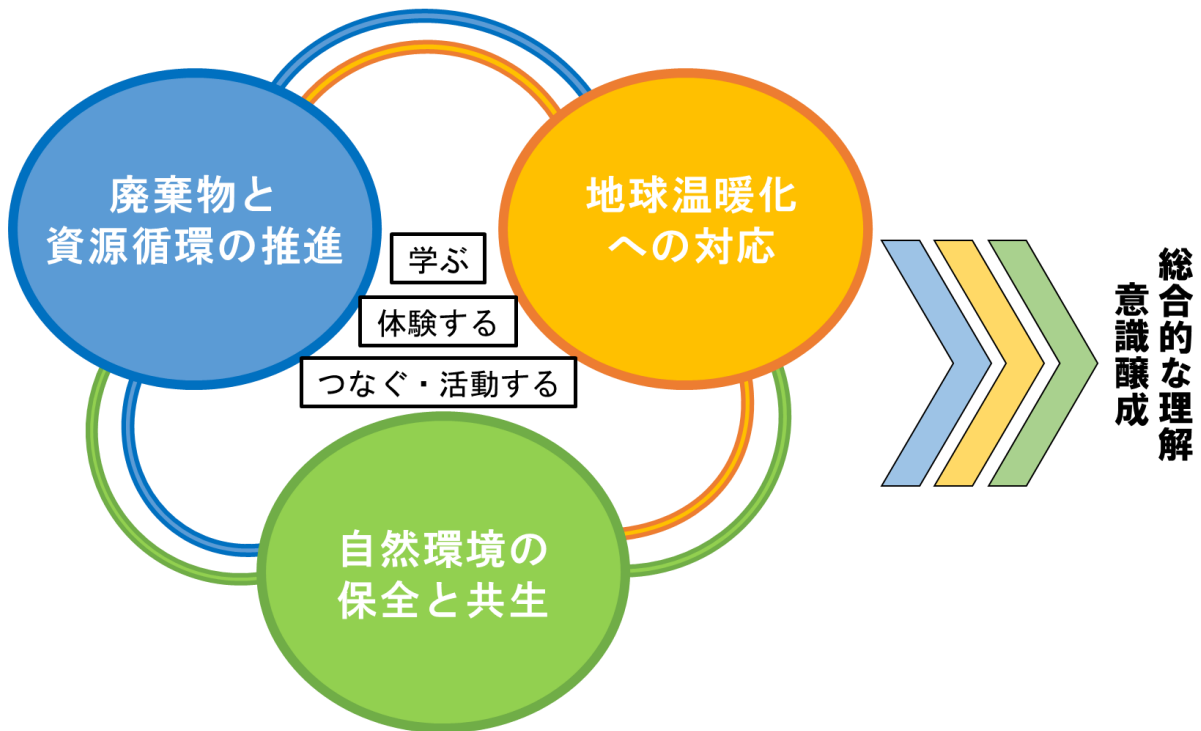 廃棄物と
資源循環の推進
地球温暖化
への対応
学ぶ
体験する
つなぐ・活動する
自然環境の
保全と共生
総合的な理解
意識醸成